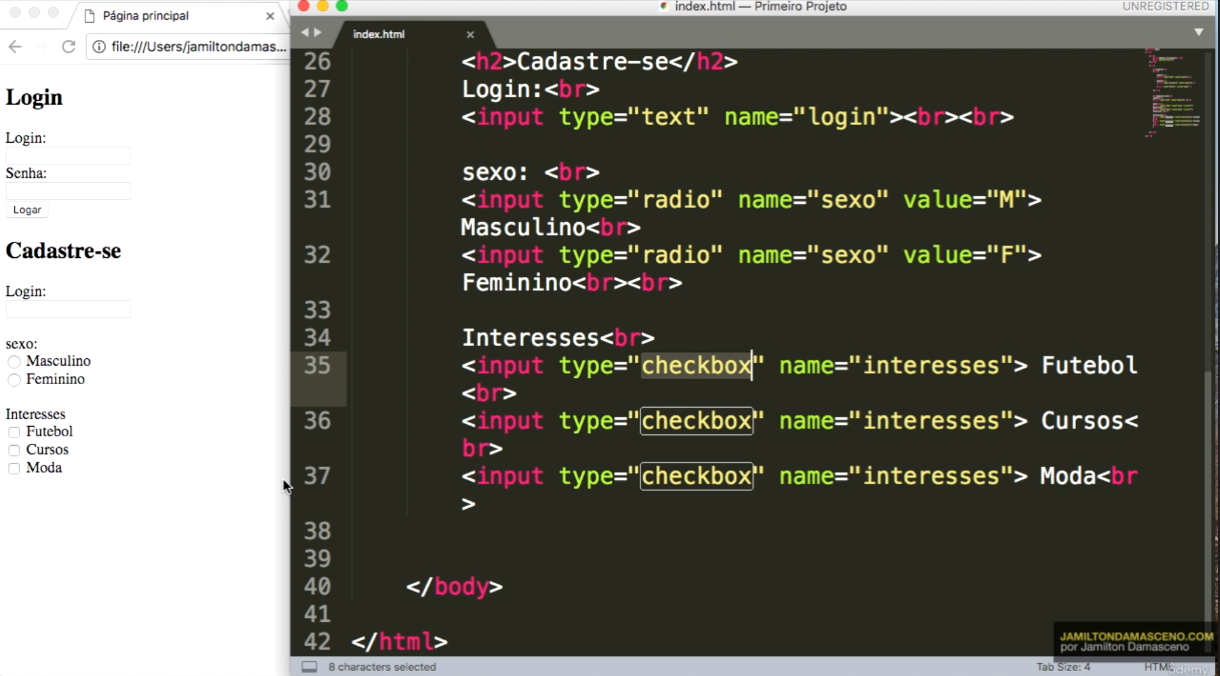 Página principal
file:///Users/jamiltondamas...
Login
Login:
Senha:
Logar
Cadastre-se
Login:
sexo:
Masculino
Feminino
Interesses
Futebol
Cursos
Moda
index.html — Primeiro Projeto
UNREGISTERED
index.html
26 <h2>Cadastre-se</h2>
27 Login:<br>
28 <input type="text" name="login"><br><br>
29
30 sexo: <br>
31 <input type="radio" name="sexo" value="M">
Masculino<br>
32 <input type="radio" name="sexo" value="F">
Feminino<br><br>
33
34 Interesses<br>
35 <input type="checkbox" name="interesses"> Futebol
<br>
36 <input type="checkbox" name="interesses"> Cursos<
br>
37 <input type="checkbox" name="interesses"> Moda<br
>
38
39
40 </body>
41
42 </html>
JAMILTONDAMASCENO.COM
por Jamilton Damasceno
8 characters selected
Tab Size: 4
HTML
udemy